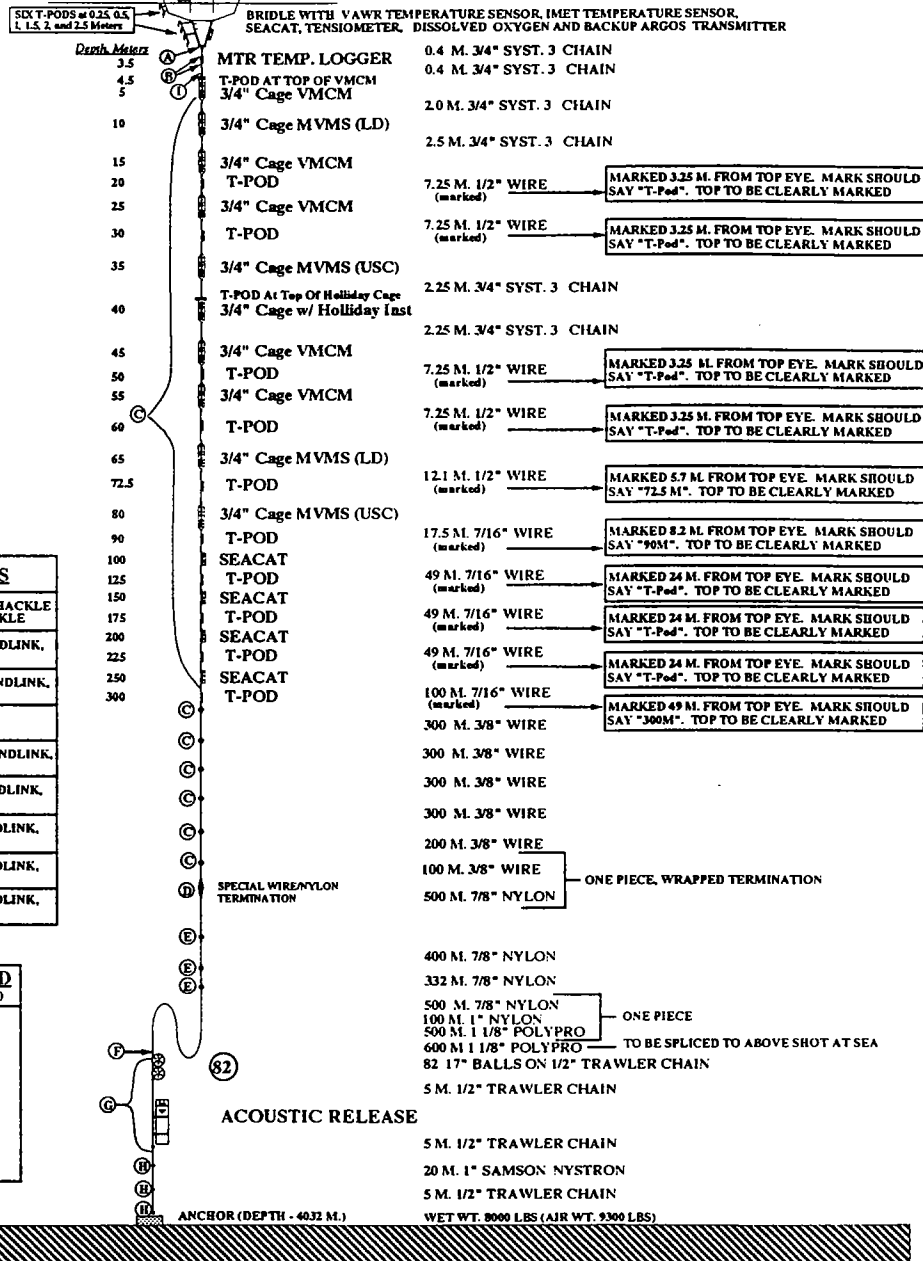 SIX T-PODS at 0.25, 0.5,
1, 1.5, 2, and 2.5 Meters
BRIDLE WITH VAWR TEMPERATURE SENSOR, IMET TEMPERATURE SENSOR,
SEACAT, TENSIOMETER, DISSOLVED OXYGEN AND BACKUP ARGOS TRANSMITTER
Depth, Meters
A
0.4 M. 3/4" SYST. 3 CHAIN
3.5 MTR TEMP. LOGGER
B
0.4 M. 3/4" SYST. 3 CHAIN
4.5 T-POD AT TOP OF VMCM
5 I 3/4" Cage VMCM
2.0 M. 3/4" SYST. 3 CHAIN
10 3/4" Cage MVMS (LD)
2.5 M. 3/4" SYST. 3 CHAIN
15 3/4" Cage VMCM
20 T-POD 7.25 M. 1/2" WIRE
(marked)
MARKED 3.25 M. FROM TOP EYE. MARK SHOULD
SAY "T-Pod". TOP TO BE CLEARLY MARKED
25 3/4" Cage VMCM
30 T-POD 7.25 M. 1/2" WIRE
(marked)
MARKED 3.25 M. FROM TOP EYE. MARK SHOULD
SAY "T-Pod". TOP TO BE CLEARLY MARKED
35 3/4" Cage MVMS (USC)
2.25 M. 3/4" SYST. 3 CHAIN
T-POD At Top Of Holliday Cage
40 3/4" Cage w/ Holliday Inst
2.25 M. 3/4" SYST. 3 CHAIN
45 3/4" Cage VMCM
50 T-POD 7.25 M. 1/2" WIRE
(marked)
MARKED 3.25 M. FROM TOP EYE. MARK SHOULD
SAY "T-Pod". TOP TO BE CLEARLY MARKED
55 3/4" Cage VMCM
C
60 T-POD 7.25 M. 1/2" WIRE
(marked)
MARKED 3.25 M. FROM TOP EYE. MARK SHOULD
SAY "T-Pod". TOP TO BE CLEARLY MARKED
65 3/4" Cage MVMS (LD)
72.5 T-POD 12.1 M. 1/2" WIRE
(marked)
MARKED 5.7 M. FROM TOP EYE. MARK SHOULD
SAY "72.5 M". TOP TO BE CLEARLY MARKED
80 3/4" Cage MVMS (USC)
90 T-POD 17.5 M. 7/16" WIRE
(marked)
MARKED 8.2 M. FROM TOP EYE. MARK SHOULD
SAY "90M". TOP TO BE CLEARLY MARKED
100 SEACAT
125 T-POD 49 M. 7/16" WIRE
(marked)
MARKED 24 M. FROM TOP EYE. MARK SHOULD
SAY "T-Pod". TOP TO BE CLEARLY MARKED
150 SEACAT
175 T-POD 49 M. 7/16" WIRE
(marked)
MARKED 24 M. FROM TOP EYE. MARK SHOULD
SAY "T-Pod". TOP TO BE CLEARLY MARKED
200 SEACAT
225 T-POD 49 M. 7/16" WIRE
(marked)
MARKED 24 M. FROM TOP EYE. MARK SHOULD
SAY "T-Pod". TOP TO BE CLEARLY MARKED
250 SEACAT
300 T-POD 100 M. 7/16" WIRE
(marked)
MARKED 49 M. FROM TOP EYE. MARK SHOULD
SAY "300M". TOP TO BE CLEARLY MARKED
S
HACKLE
KLE
DLINK,
NDLINK,
NDLINK,
DLINK,
DLINK,
DLINK,
DLINK,
D
)
C
300 M. 3/8" WIRE
C
300 M. 3/8" WIRE
C
300 M. 3/8" WIRE
C
300 M. 3/8" WIRE
C
200 M. 3/8" WIRE
C
100 M. 3/8" WIRE
ONE PIECE, WRAPPED TERMINATION
D SPECIAL WIRE/NYLON
TERMINATION
500 M. 7/8" NYLON
E
400 M. 7/8" NYLON
E
332 M. 7/8" NYLON
E
500 M. 7/8" NYLON
100 M. 1" NYLON
ONE PIECE
500 M. 1 1/8" POLYPRO
600 M 1 1/8" POLYPRO
TO BE SPLICED TO ABOVE SHOT AT SEA
F
82
82 17" BALLS ON 1/2" TRAWLER CHAIN
5 M. 1/2" TRAWLER CHAIN
G
ACOUSTIC RELEASE
5 M. 1/2" TRAWLER CHAIN
H
20 M. 1" SAMSON NYSTRON
H
5 M. 1/2" TRAWLER CHAIN
H
ANCHOR (DEPTH - 4032 M.) WET WT. 8000 LBS (AIR WT. 9300 LBS)